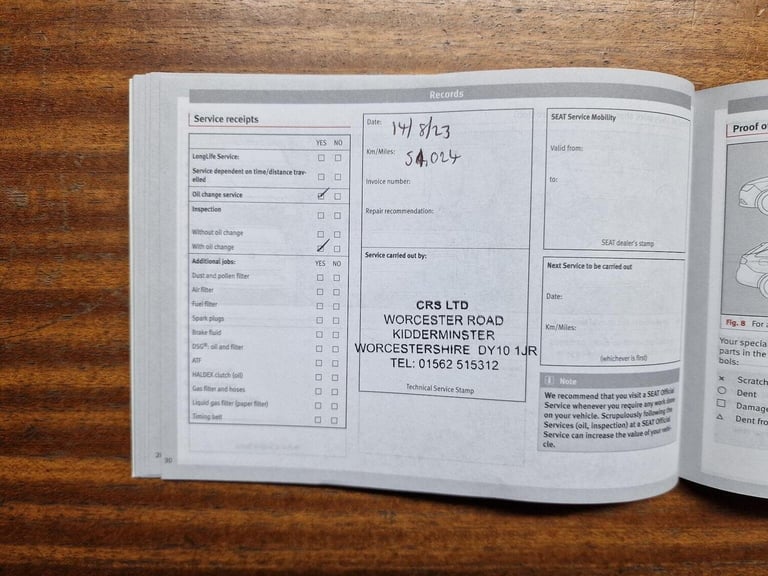 Records
Service receipts
YES NO
LongLife Service:
Service dependent on time/distance trav-
elled
Oil change service
Inspection
Without oil change
With oil change
Additional jobs: YES NO
Dust and pollen filter
Air filter
Fuel filter
Spark plugs
Brake fluid
DSG®: oil and filter
ATF
HALDEX clutch (oil)
Gas filter and hoses
Liquid gas filter (paper filter)
Timing belt
30
Date: 14/8/23
Km/Miles: 54,024
Invoice number:
Repair recommendation:
Service carried out by:
CRS LTD
WORCESTER ROAD
KIDDERMINSTER
WORCESTERSHIRE DY10 1JR
TEL: 01562 515312
Technical Service Stamp
SEAT Service Mobility
Valid from:
to:
SEAT dealer's stamp
Next Service to be carried out
Date:
Km/Miles:
(whichever is first)
i Note
We recommend that you visit a SEAT Official
Service whenever you require any work done
on your vehicle. Scrupulously following the
Services (oil, inspection) at a SEAT Official
Service can increase the value of your vehi-
cle.
Proof o
Fig. 8 For a
Your specia
parts in the
bols:
× Scratch
Dent
Damage
Dent fro